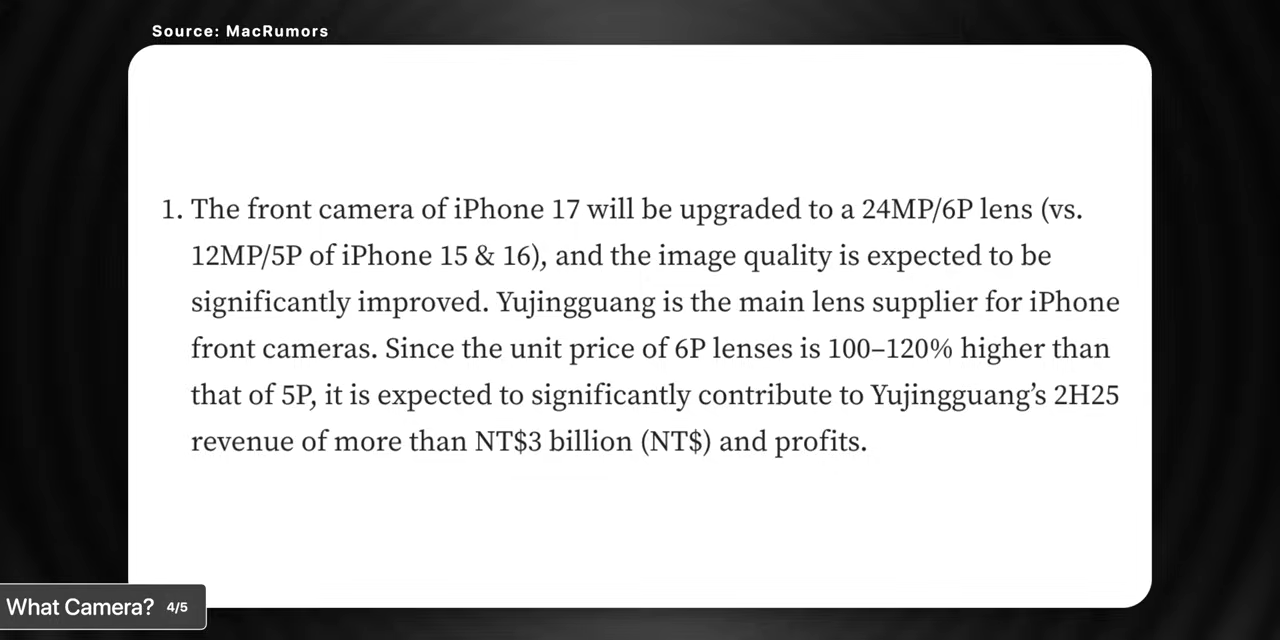 Source: MacRumors
1. The front camera of iPhone 17 will be upgraded to a 24MP/6P lens (vs.
12MP/5P of iPhone 15 & 16), and the image quality is expected to be
significantly improved. Yujingguang is the main lens supplier for iPhone
front cameras. Since the unit price of 6P lenses is 100–120% higher than
that of 5P, it is expected to significantly contribute to Yujingguang’s 2H25
revenue of more than NT$3 billion (NT$) and profits.
What Camera? 4/5